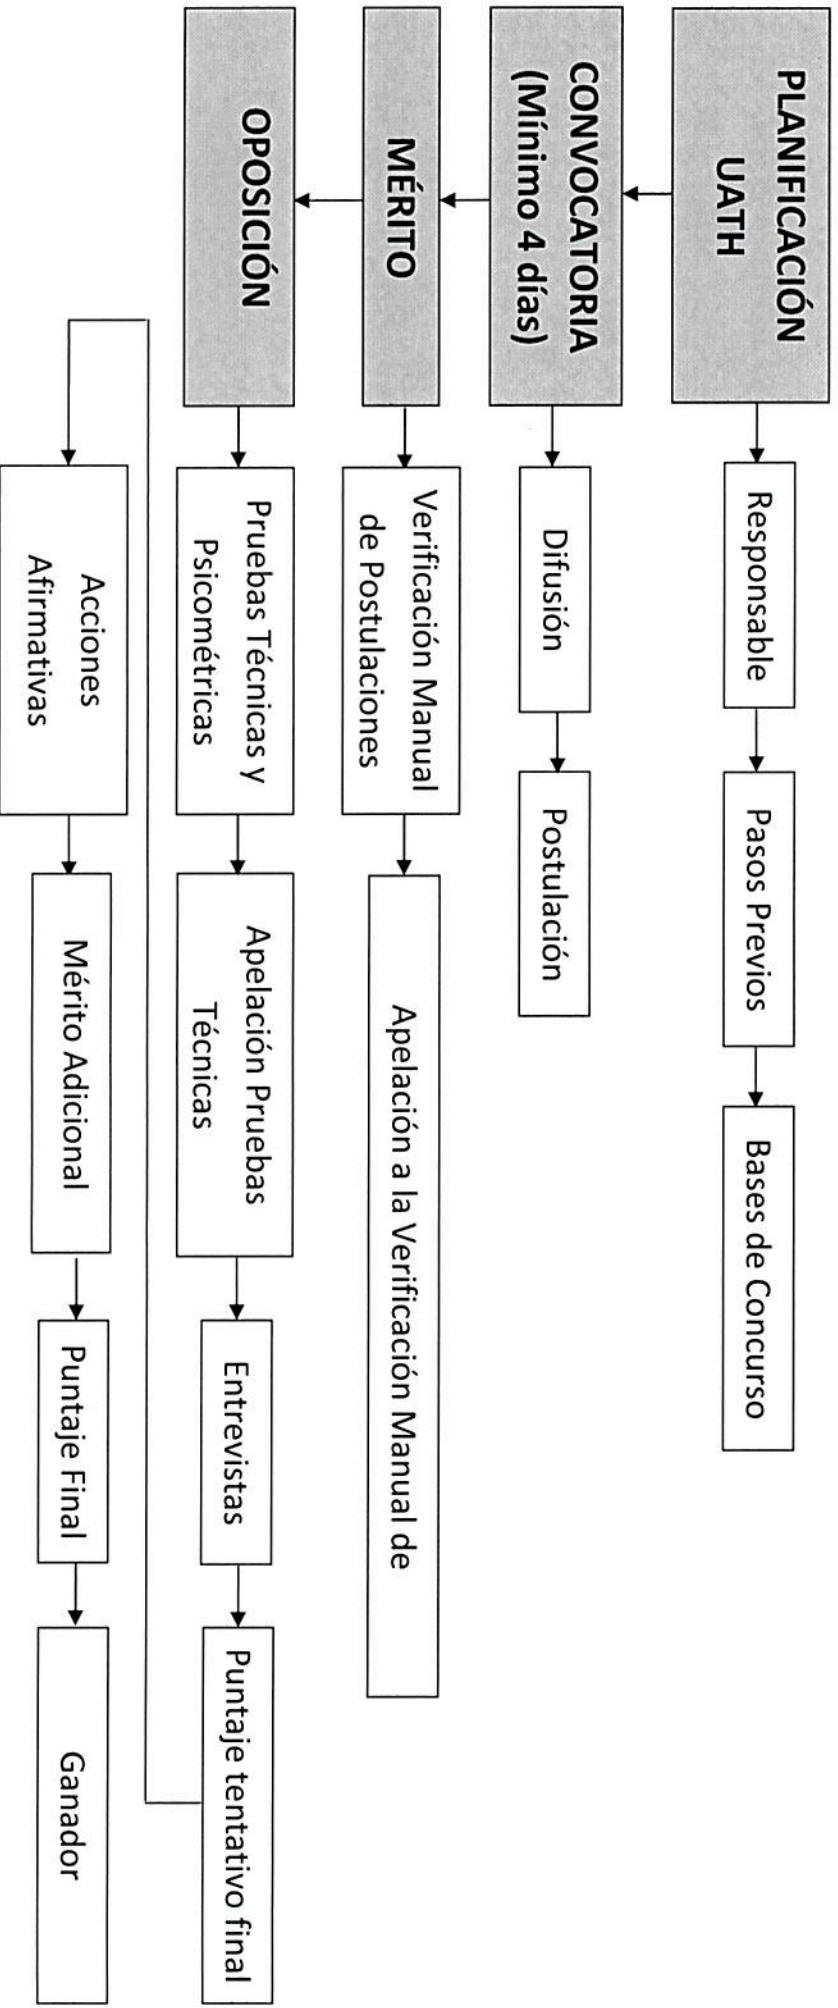 PLANIFICACIÓN
UATH
Responsable
Pasos Previos
Bases de Concurso
CONVOCATORIA
(Mínimo 4 días)
Difusión
Postulación
MÉRITO
Verificación Manual
de Postulaciones
Apelación a la Verificación Manual de
OPOSICIÓN
Pruebas Técnicas y
Psicométricas
Apelación Pruebas
Técnicas
Entrevistas
Puntaje tentativo final
Acciones
Afirmativas
Mérito Adicional
Puntaje Final
Ganador